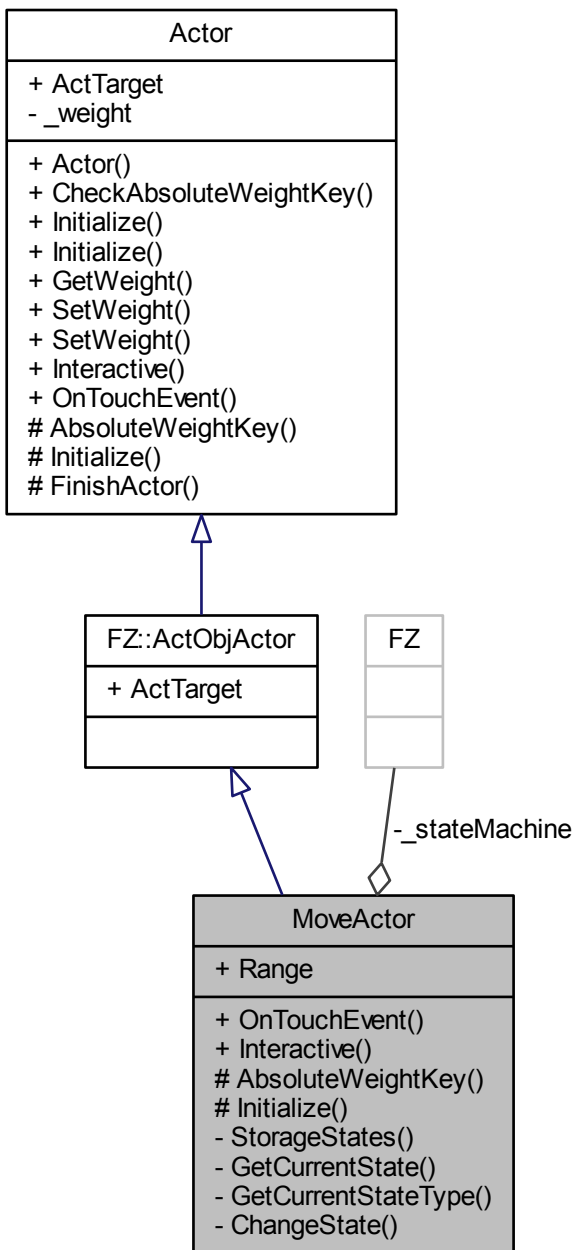 Actor
+ ActTarget
- _weight
+ Actor()
+ CheckAbsoluteWeightKey()
+ Initialize()
+ Initialize()
+ GetWeight()
+ SetWeight()
+ SetWeight()
+ Interactive()
+ OnTouchEvent()
# AbsoluteWeightKey()
# Initialize()
# FinishActor()
FZ::ActObjActor
+ ActTarget
FZ
-_stateMachine
MoveActor
+ Range
+ OnTouchEvent()
+ Interactive()
# AbsoluteWeightKey()
# Initialize()
- StorageStates()
- GetCurrentState()
- GetCurrentStateType()
- ChangeState()